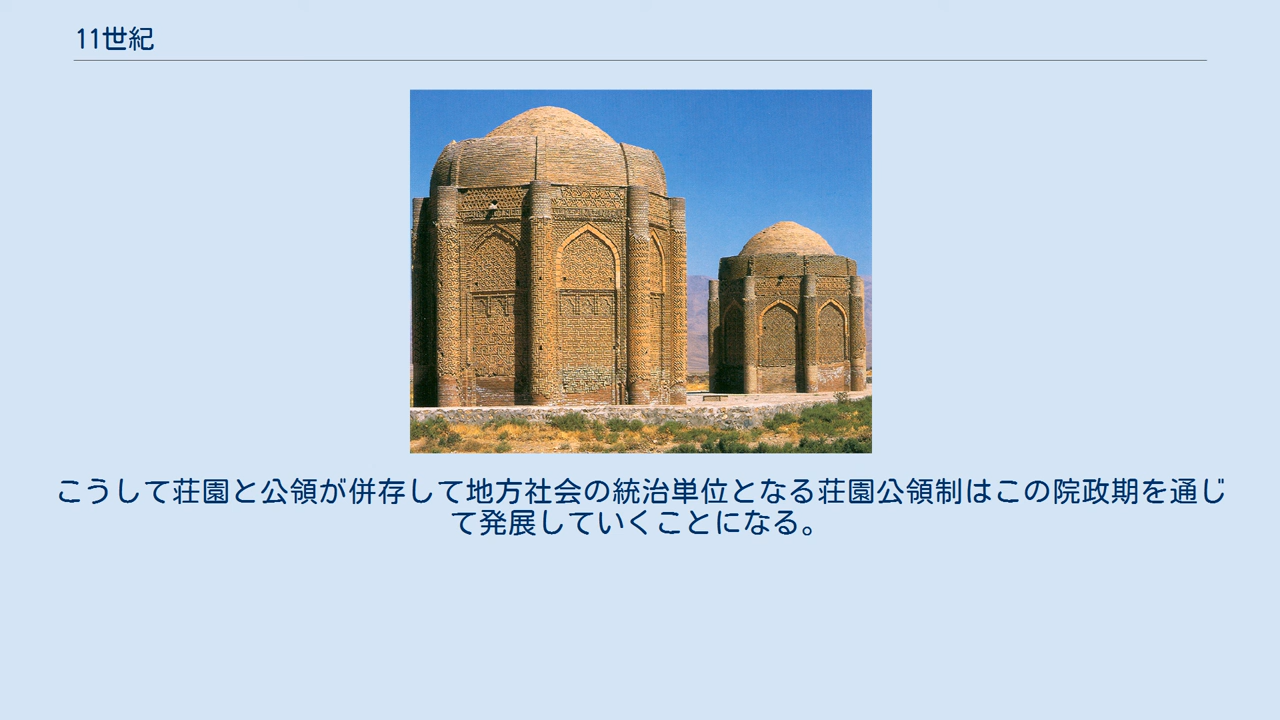 11世紀
こうして荘園と公領が併存して地方社会の統治単位となる荘園公領制はこの院政期を通じ
て発展していくことになる。